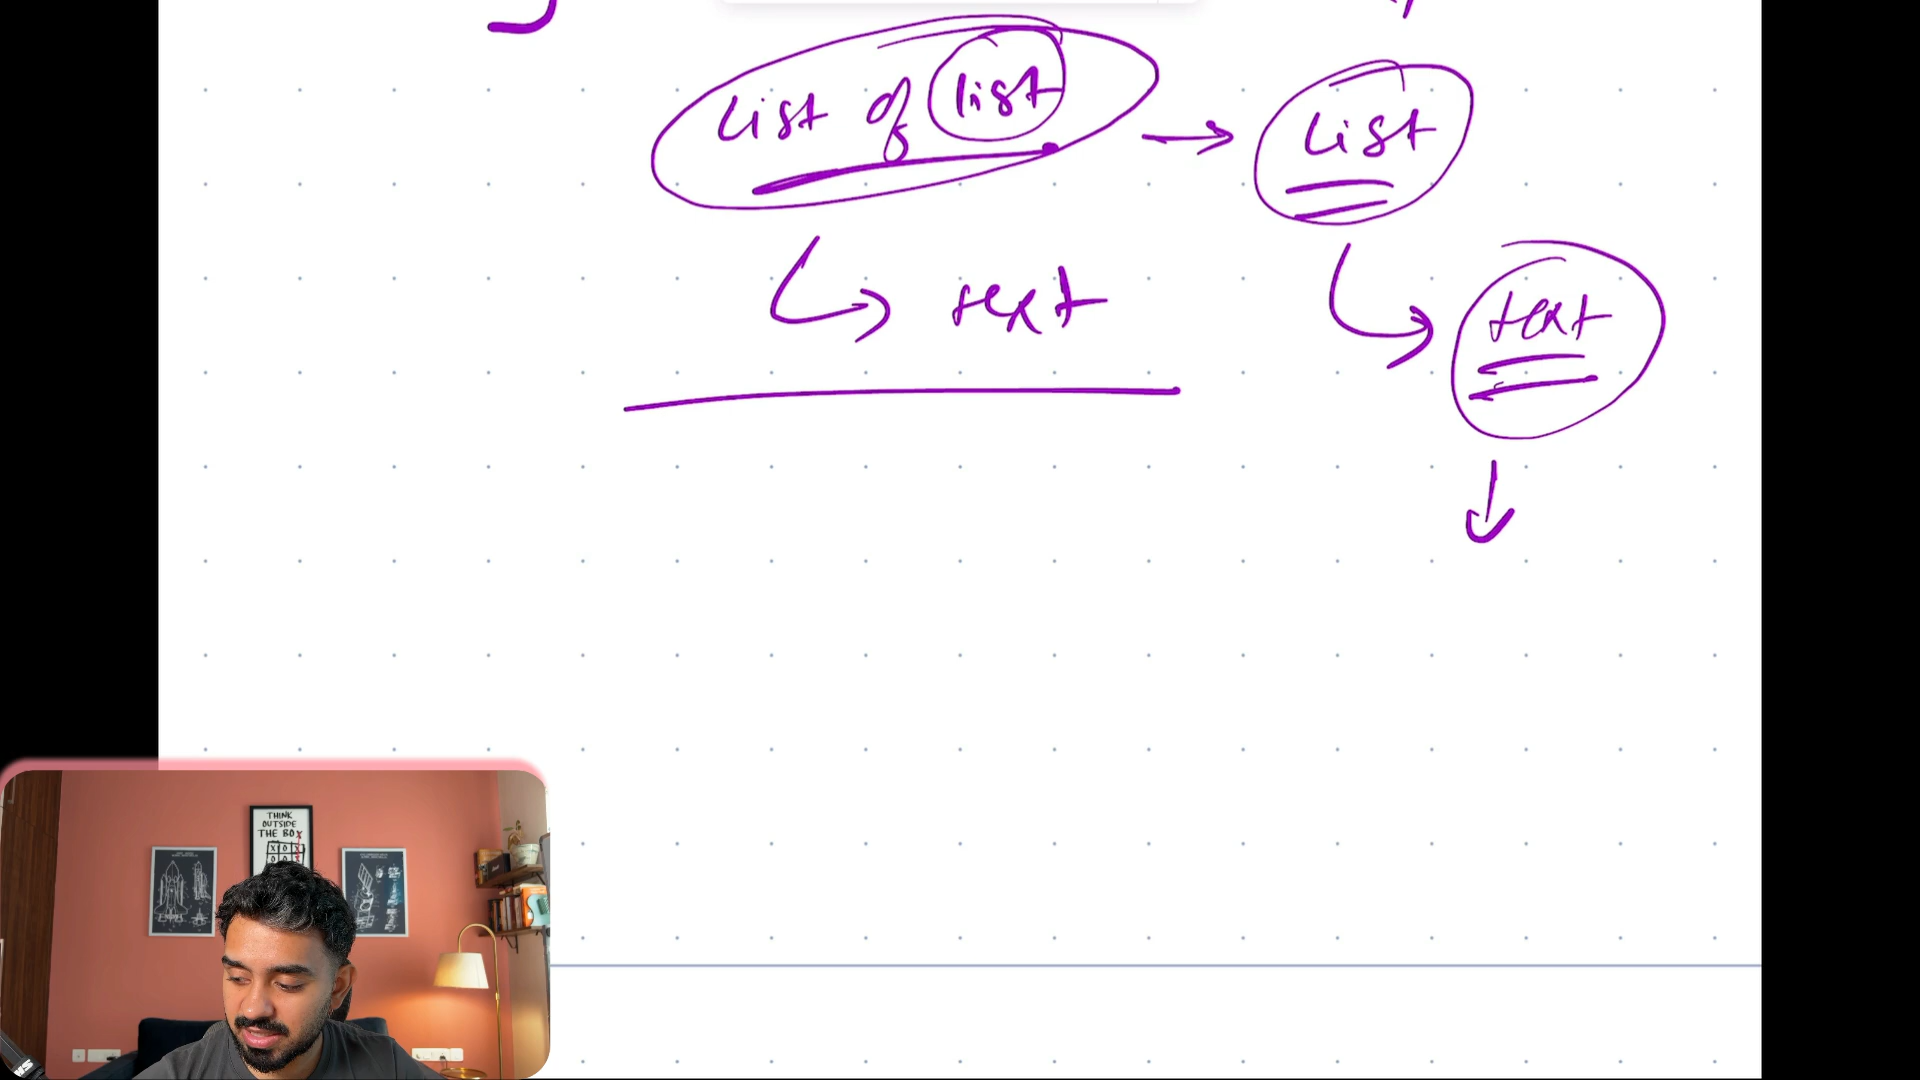 List of list → List
text
text
THINK
OUTSIDE
THE BOX
X O X